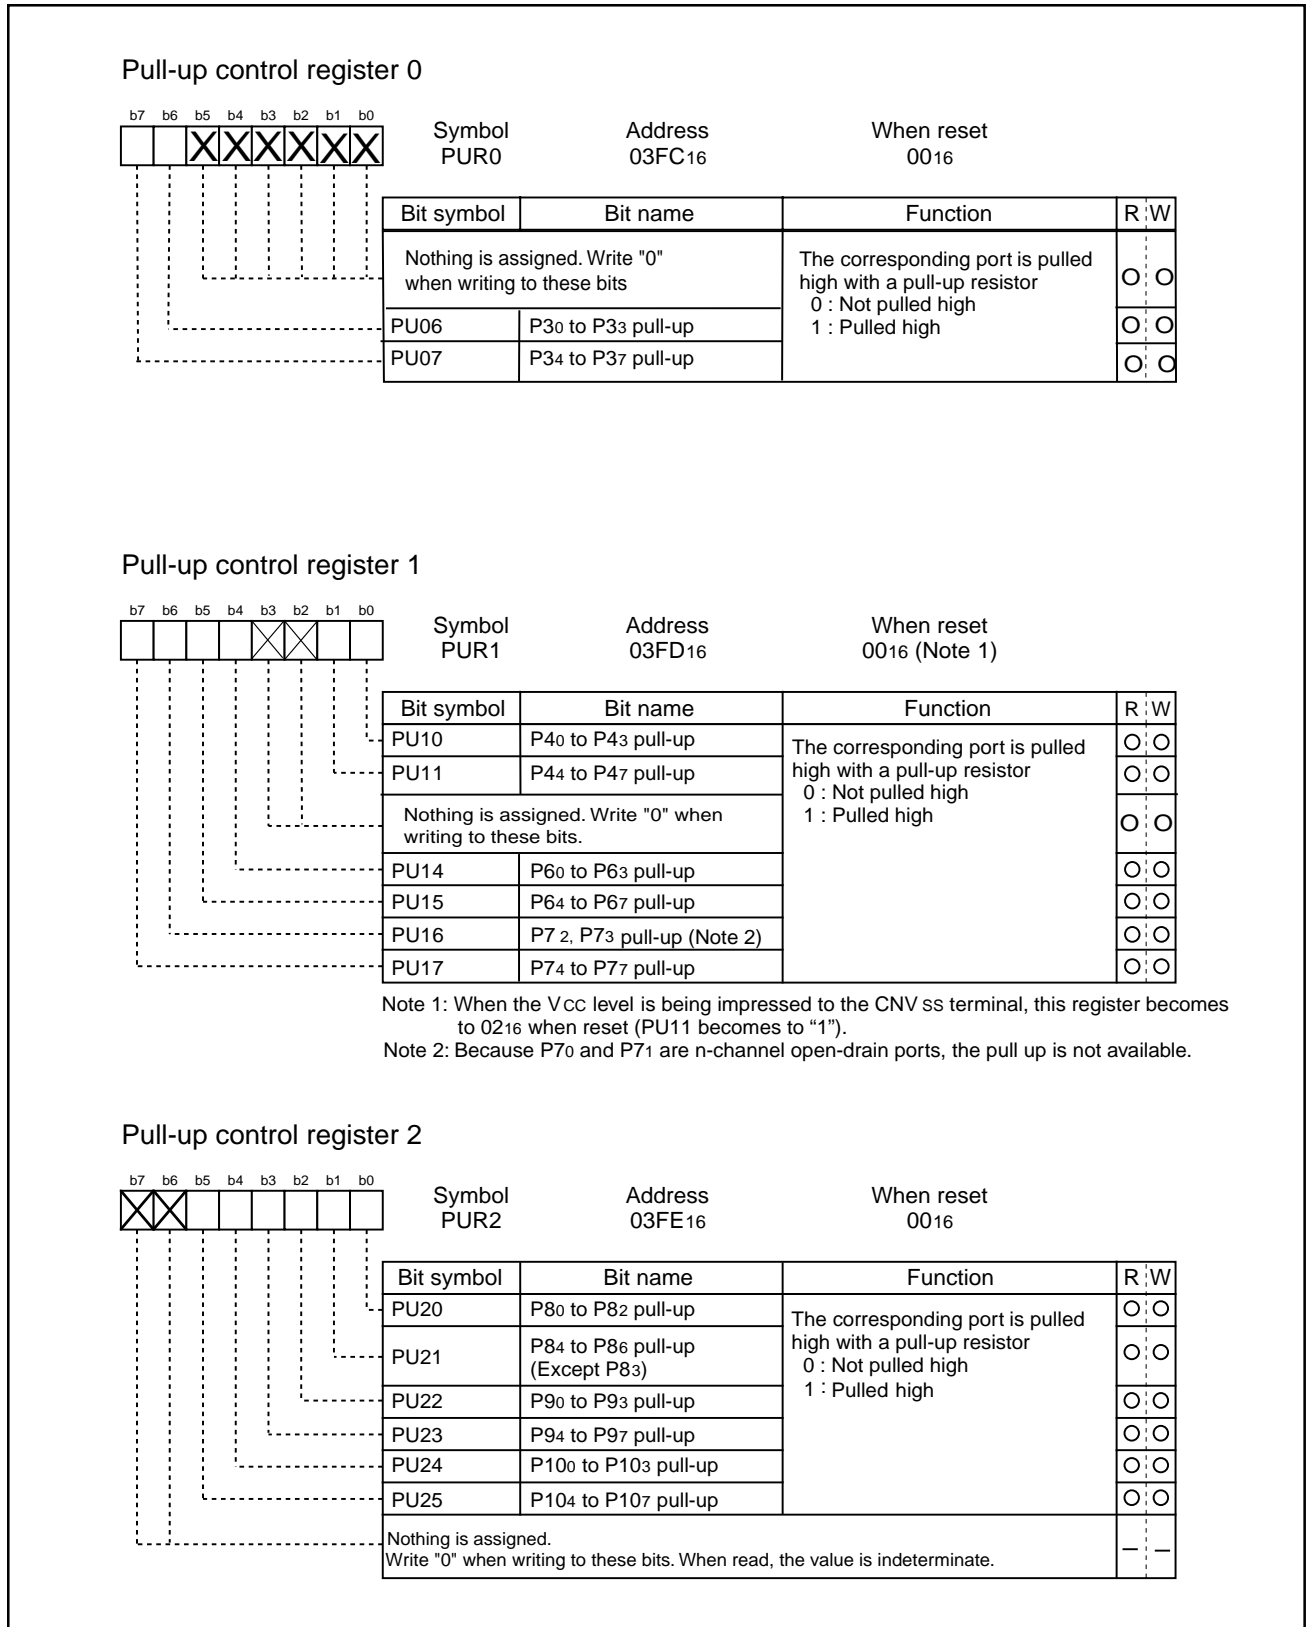 Pull-up control register 0
b7 b6 b5 b4 b3 b2 b1 b0
X X X X X X
Symbol Address When reset
PUR0 03FC16 0016
Bit symbol Bit name Function R W
Nothing is assigned. Write "0"
when writing to these bits
The corresponding port is pulled
high with a pull-up resistor
0 : Not pulled high
1 : Pulled high
O O
PU06 P30 to P33 pull-up O O
PU07 P34 to P37 pull-up O O
Pull-up control register 1
b7 b6 b5 b4 b3 b2 b1 b0
Symbol Address When reset
PUR1 03FD16 0016 (Note 1)
Bit symbol Bit name Function R W
PU10 P40 to P43 pull-up O O
The corresponding port is pulled
high with a pull-up resistor
0 : Not pulled high
1 : Pulled high
PU11 P44 to P47 pull-up O O
Nothing is assigned. Write "0" when
writing to these bits.
O O
PU14 P60 to P63 pull-up O O
PU15 P64 to P67 pull-up O O
PU16 P7 2, P73 pull-up (Note 2) O O
PU17 P74 to P77 pull-up O O
Note 1: When the VCC level is being impressed to the CNV SS terminal, this register becomes
to 0216 when reset (PU11 becomes to “1”).
Note 2: Because P70 and P71 are n-channel open-drain ports, the pull up is not available.
Pull-up control register 2
b7 b6 b5 b4 b3 b2 b1 b0
Symbol Address When reset
PUR2 03FE16 0016
Bit symbol Bit name Function R W
PU20 P80 to P82 pull-up O O
The corresponding port is pulled
high with a pull-up resistor
0 : Not pulled high
1 : Pulled high
PU21 P84 to P86 pull-up
(Except P83)
O O
PU22 P90 to P93 pull-up O O
PU23 P94 to P97 pull-up O O
PU24 P100 to P103 pull-up O O
PU25 P104 to P107 pull-up O O
Nothing is assigned.
Write "0" when writing to these bits. When read, the value is indeterminate.
– –